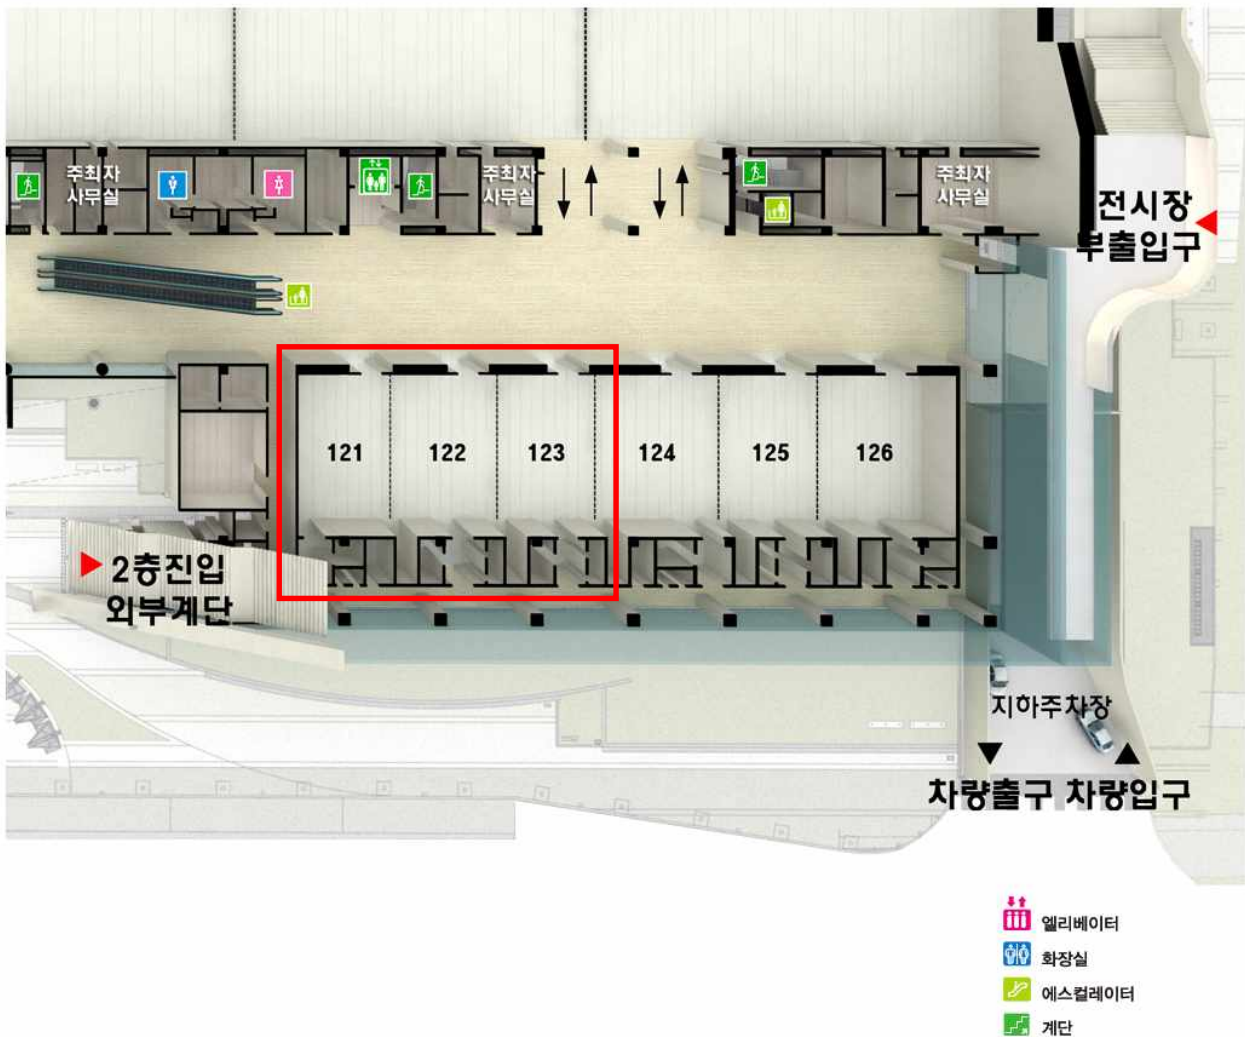 주최자
사무실
주최자
사무실
주최자
사무실
전시장
부출입구
121
122
123
124
125
126
2층진입
외부계단
지하주차장
차량출구 차량입구
엘리베이터
화장실
에스컬레이터
계단